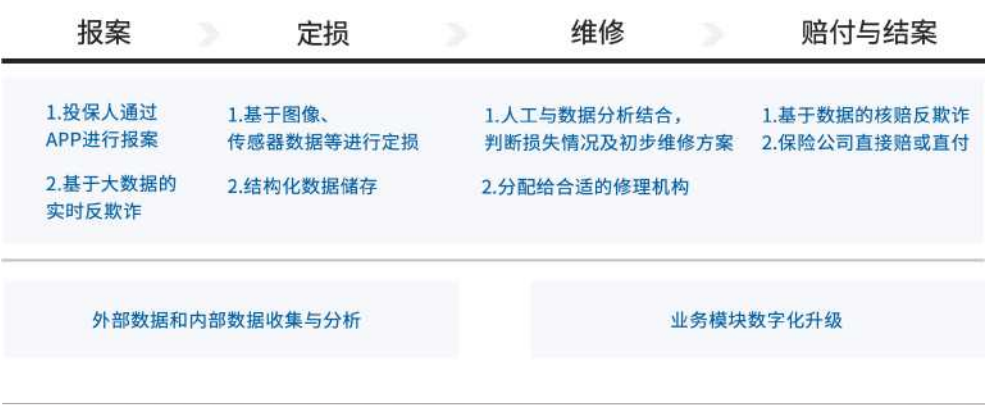 报案
定损
维修
赔付与结案
1.投保人通过
APP进行报案
2.基于大数据的
实时反欺诈
1.基于图像、
传感器数据等进行定损
2.结构化数据储存
1.人工与数据分析结合，
判断损失情况及初步维修方案
2.分配给合适的修理机构
1.基于数据的核赔反欺诈
2.保险公司直接赔或直付
外部数据和内部数据收集与分析
业务模块数字化升级